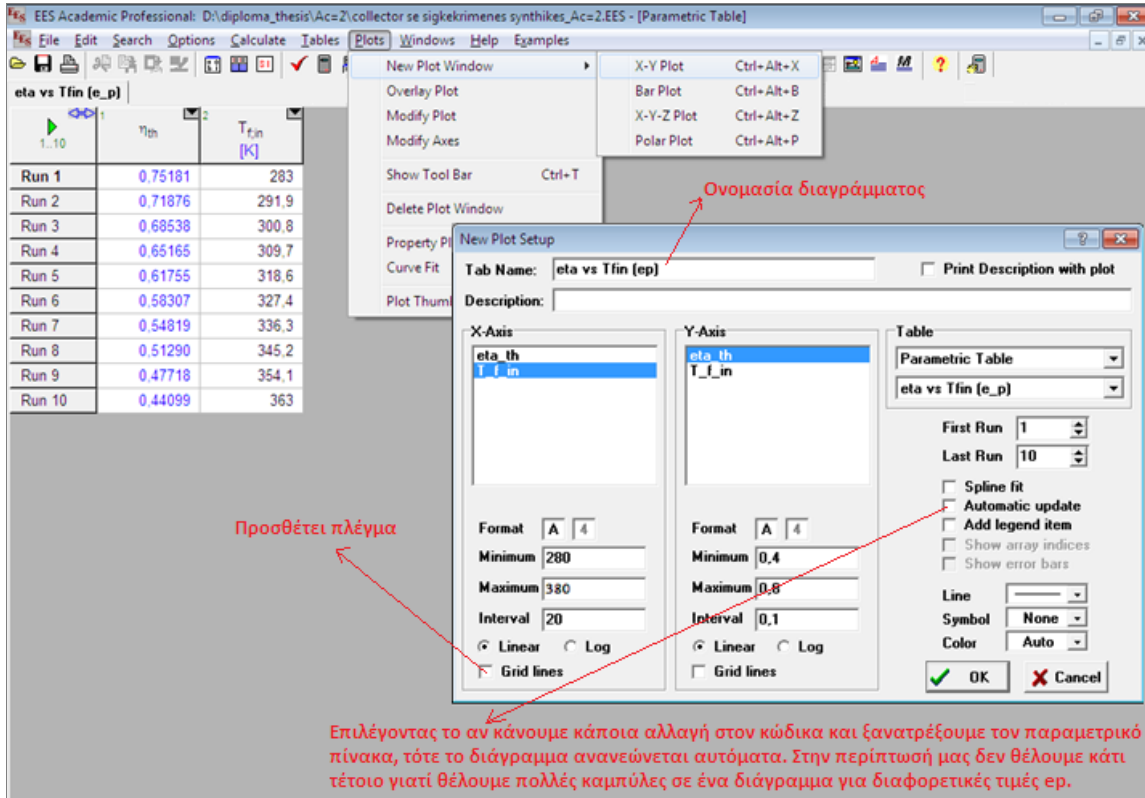 EES Academic Professional: D:\diploma_thesis\Ac=2\collector se sigkekrimenes synthikes_Ac=2.EES - [Parametric Table]
File Edit Search Options Calculate Tables Plots Windows Help Examples
eta vs Tfin (e_p)
1..10
1
ηth
2
Tf,in
[K]
Run 1 0,75181 283
Run 2 0,71876 291,9
Run 3 0,68538 300,8
Run 4 0,65165 309,7
Run 5 0,61755 318,6
Run 6 0,58307 327,4
Run 7 0,54819 336,3
Run 8 0,51290 345,2
Run 9 0,47718 354,1
Run 10 0,44099 363
New Plot Window
Overlay Plot
Modify Plot
Modify Axes
Show Tool Bar Ctrl+T
Delete Plot Window
Property Pl
Curve Fit
Plot Thuml
X-Y Plot Ctrl+Alt+X
Bar Plot Ctrl+Alt+B
X-Y-Z Plot Ctrl+Alt+Z
Polar Plot Ctrl+Alt+P
Ονομασία διαγράμματος
New Plot Setup
Tab Name: eta vs Tfin (ep)
Print Description with plot
Description:
X-Axis
eta_th
T_f_in
Format A 4
Minimum 280
Maximum 380
Interval 20
Linear Log
Grid lines
Y-Axis
eta_th
T_f_in
Format A 4
Minimum 0,4
Maximum 0,8
Interval 0,1
Linear Log
Grid lines
Table
Parametric Table
eta vs Tfin (e_p)
First Run 1
Last Run 10
Spline fit
Automatic update
Add legend item
Show array indices
Show error bars
Line
Symbol None
Color Auto
OK Cancel
Προσθέτει πλέγμα
Επιλέγοντας το αν κάνουμε κάποια αλλαγή στον κώδικα και ξανατρέξουμε τον παραμετρικό
πίνακα, τότε το διάγραμμα ανανεώνεται αυτόματα. Στην περίπτωσή μας δεν θέλουμε κάτι
τέτοιο γιατί θέλουμε πολλές καμπύλες σε ένα διάγραμμα για διαφορετικές τιμές ep.